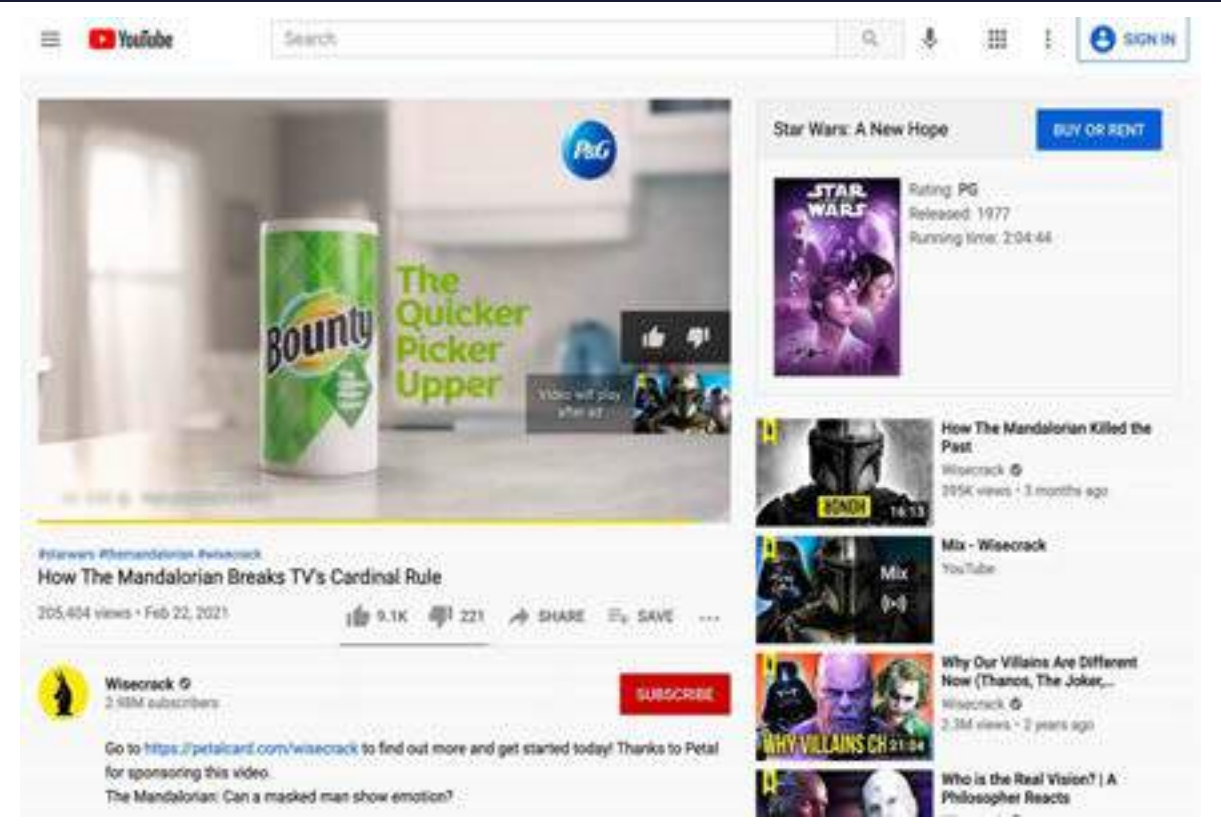 YouTube
Search
SIGN IN
P&G
Bounty
The
Quicker
Picker
Upper
Video will play
after ad
#starwars #themandalorian #wisecrack
How The Mandalorian Breaks TV's Cardinal Rule
205,404 views • Feb 22, 2021
9.1K
221
SHARE
SAVE
Wisecrack
2.98M subscribers
SUBSCRIBE
Go to https://petalcard.com/wisecrack to find out more and get started today! Thanks to Petal
for sponsoring this video.
The Mandalorian: Can a masked man show emotion?
Star Wars: A New Hope
BUY OR RENT
STAR
WARS
Rating: PG
Released: 1977
Running time: 2:04:44
How The Mandalorian Killed the
Past
Wisecrack
395K views • 3 months ago
HONOR
16:13
Mix - Wisecrack
YouTube
Mix
Why Our Villains Are Different
Now (Thanos, The Joker,...
Wisecrack
2.3M views • 2 years ago
WHY VILLAINS CH
21:04
Who is the Real Vision? | A
Philosopher Reacts